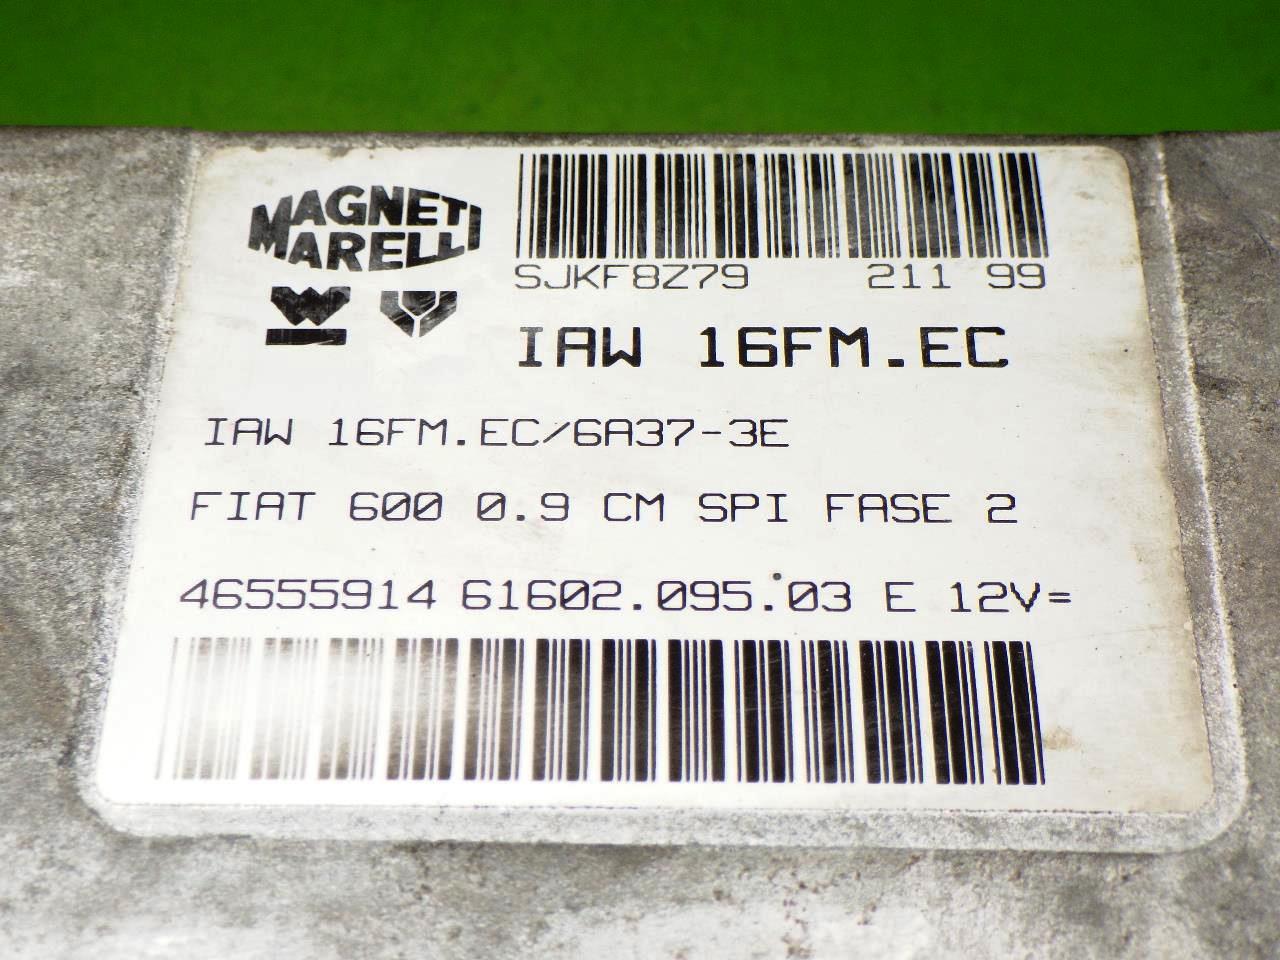 MAGNETI
MARELLI
SJKF8Z79 211 99
IAW 16FM.EC
IAW 16FM.EC/6A37-3E
FIAT 600 0.9 CM SPI FASE 2
46555914 61602.095.03 E 12V=